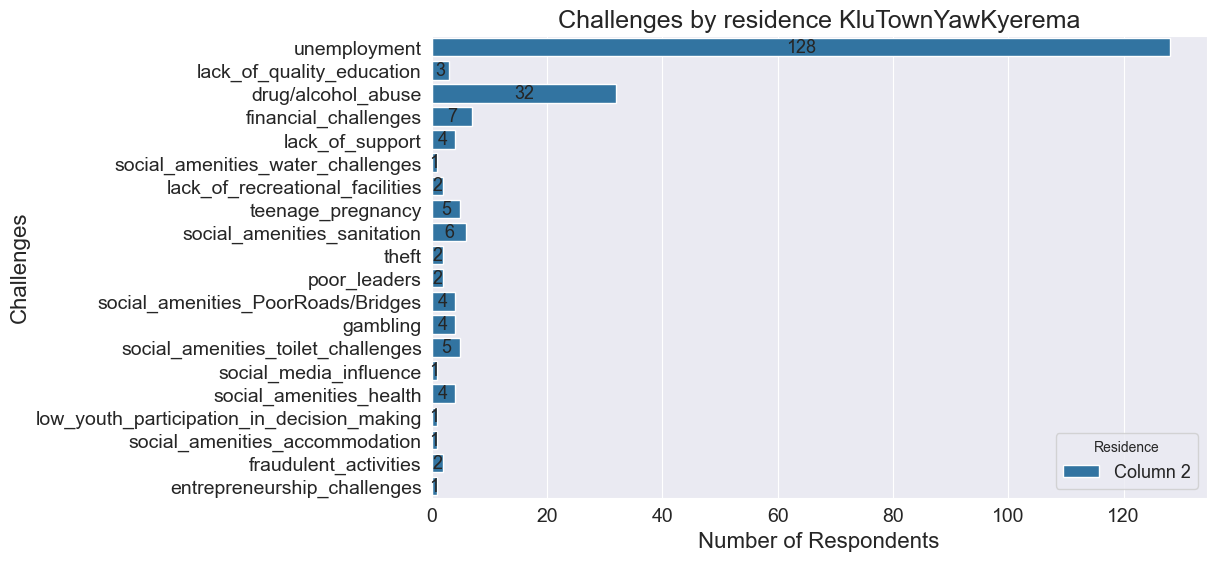 Challenges by residence KluTownYawKyerema
Challenges
unemployment 128
lack_of_quality_education 3
drug/alcohol_abuse 32
financial_challenges 7
lack_of_support 4
social_amenities_water_challenges 1
lack_of_recreational_facilities 2
teenage_pregnancy 5
social_amenities_sanitation 6
theft 2
poor_leaders 2
social_amenities_PoorRoads/Bridges 4
gambling 4
social_amenities_toilet_challenges 5
social_media_influence 1
social_amenities_health 4
low_youth_participation_in_decision_making 1
social_amenities_accommodation 1
fraudulent_activities 2
entrepreneurship_challenges 1
Residence
Column 2
0 20 40 60 80 100 120
Number of Respondents